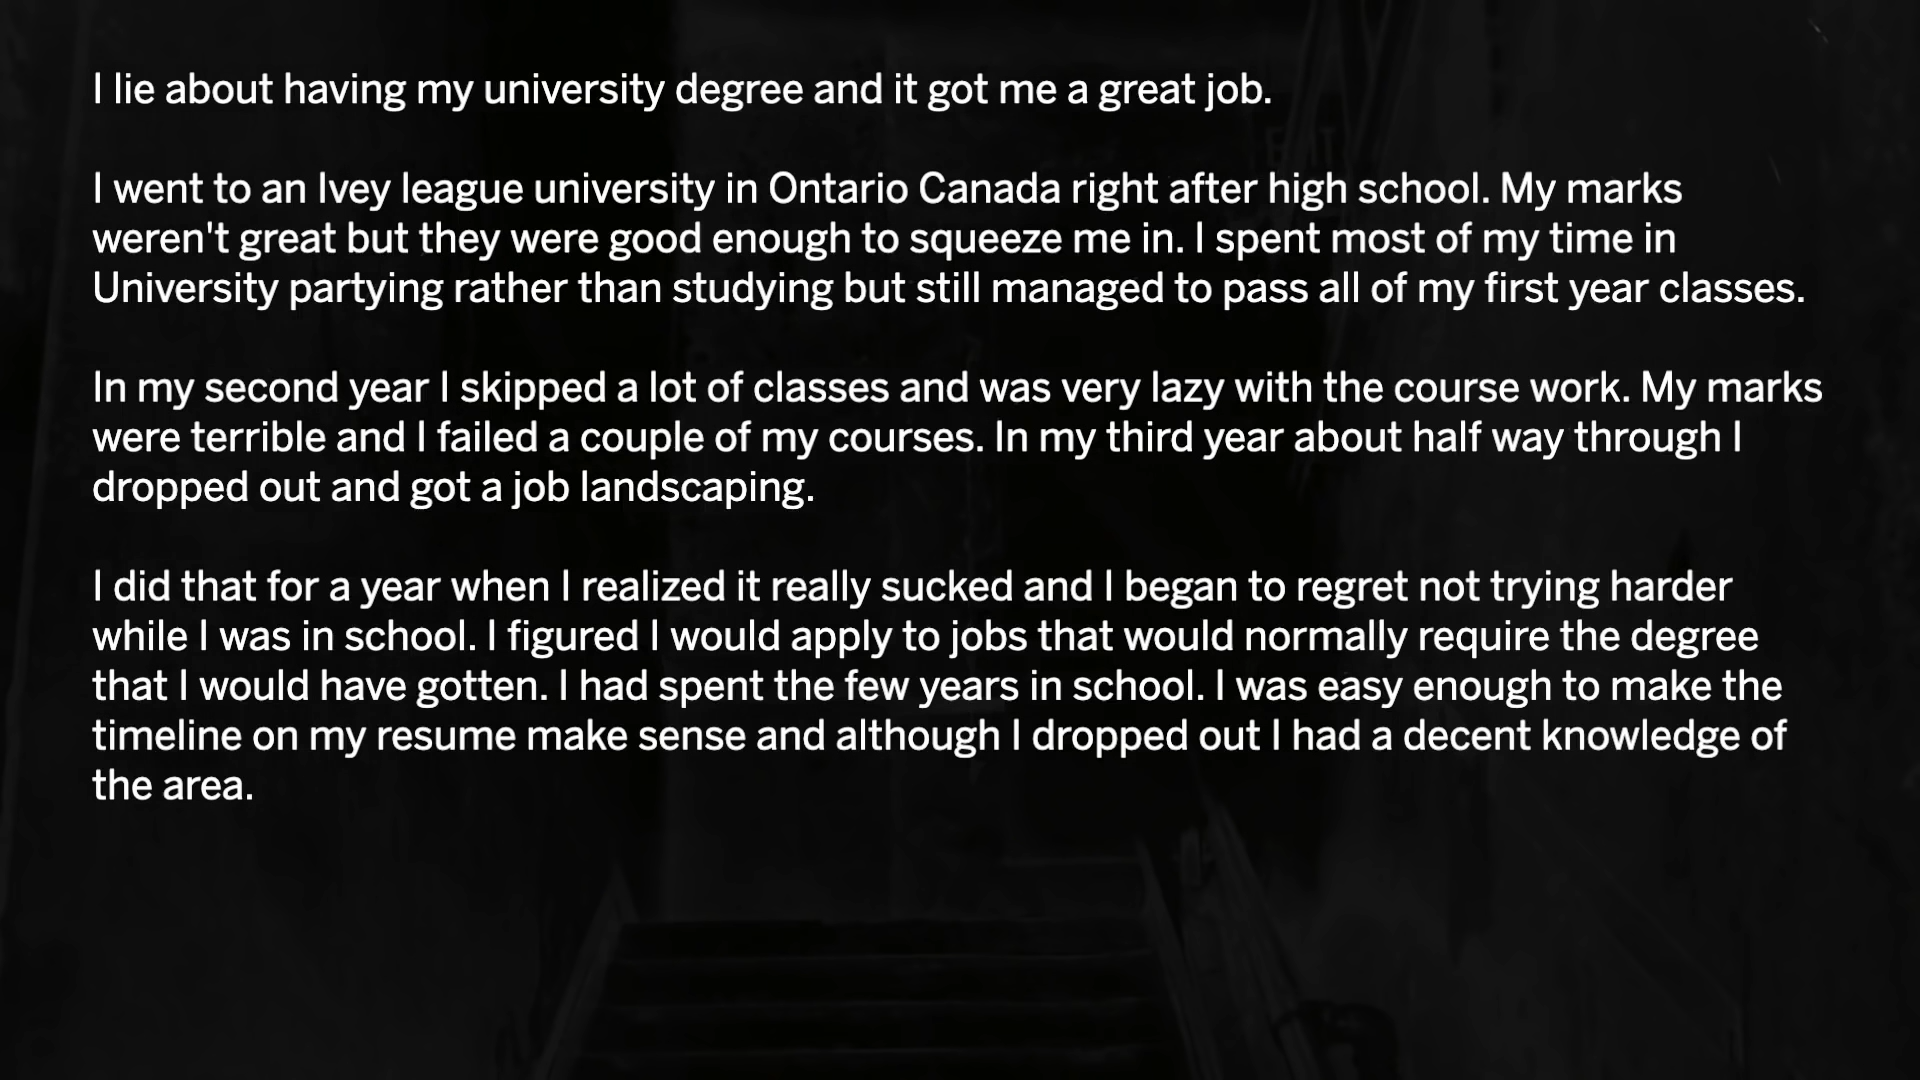 I lie about having my university degree and it got me a great job.
I went to an Ivey league university in Ontario Canada right after high school. My marks
weren't great but they were good enough to squeeze me in. I spent most of my time in
University partying rather than studying but still managed to pass all of my first year classes.
In my second year I skipped a lot of classes and was very lazy with the course work. My marks
were terrible and I failed a couple of my courses. In my third year about half way through I
dropped out and got a job landscaping.
I did that for a year when I realized it really sucked and I began to regret not trying harder
while I was in school. I figured I would apply to jobs that would normally require the degree
that I would have gotten. I had spent the few years in school. I was easy enough to make the
timeline on my resume make sense and although I dropped out I had a decent knowledge of
the area.